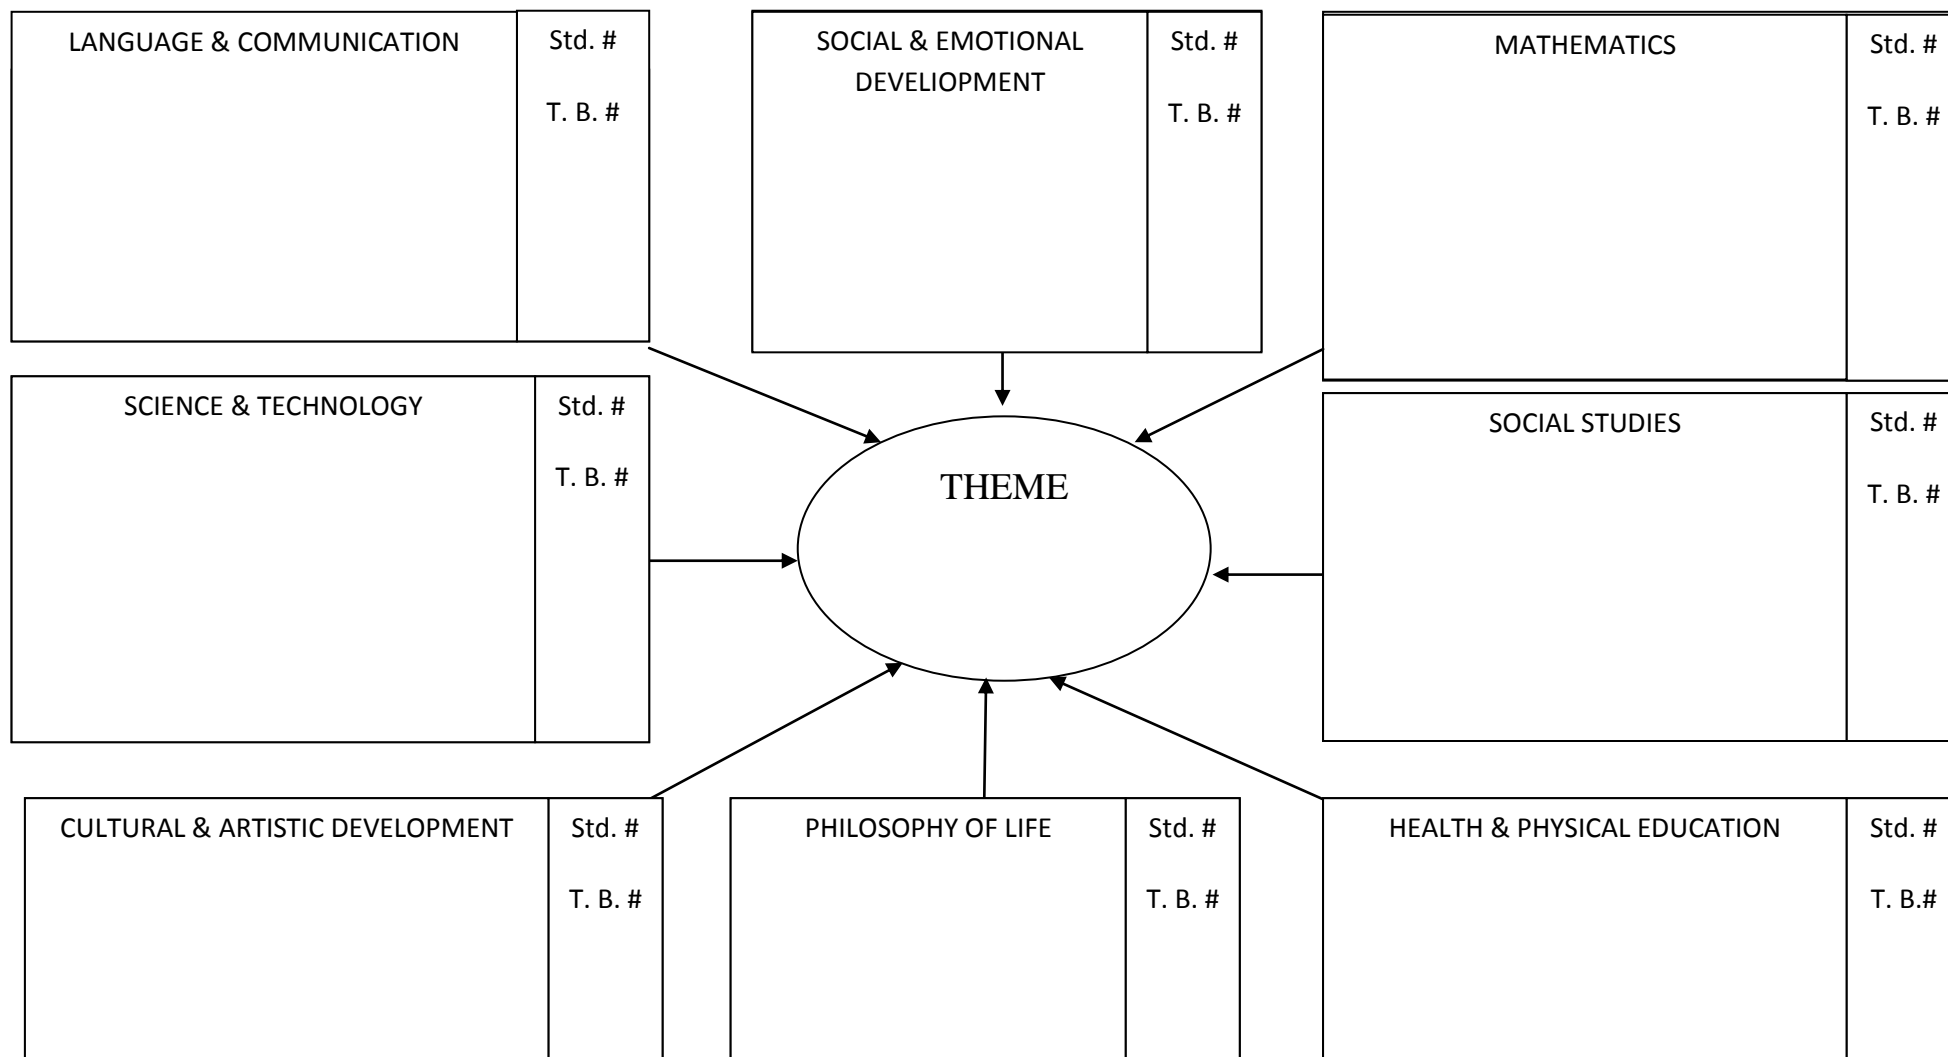 LANGUAGE & COMMUNICATION
Std. #
T. B. #
SOCIAL & EMOTIONAL
DEVELIOPMENT
Std. #
T. B. #
MATHEMATICS
Std. #
T. B. #
SCIENCE & TECHNOLOGY
Std. #
T. B. #
THEME
SOCIAL STUDIES
Std. #
T. B. #
CULTURAL & ARTISTIC DEVELOPMENT
Std. #
T. B. #
PHILOSOPHY OF LIFE
Std. #
T. B. #
HEALTH & PHYSICAL EDUCATION
Std. #
T. B.#